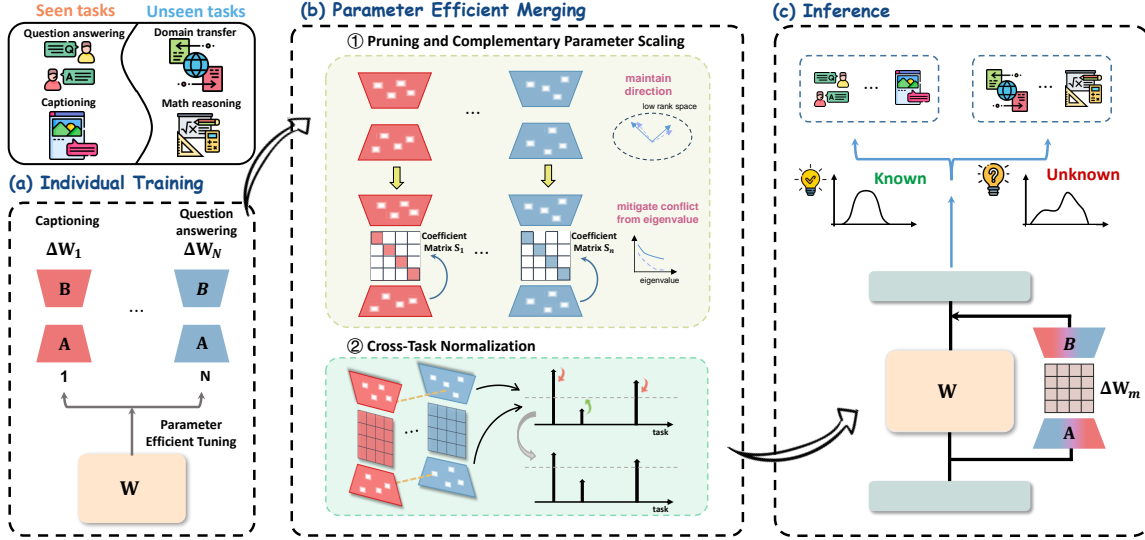 Seen tasks
Unseen tasks
Question answering
Domain transfer
Q
A
Captioning
Math reasoning
(a) Individual Training
Captioning
Question
answering
ΔW₁
ΔW_N
B
B
...
A
A
1
N
Parameter
Efficient Tuning
W
(b) Parameter Efficient Merging
① Pruning and Complementary Parameter Scaling
maintain
direction
low rank space
...
mitigate conflict
from eigenvalue
Coefficient
Matrix S₁
...
Coefficient
Matrix Sₙ
eigenvalue
② Cross-Task Normalization
...
task
task
(c) Inference
Q
A
...
...
√x
Known
Unknown
W
B
ΔWₘ
A